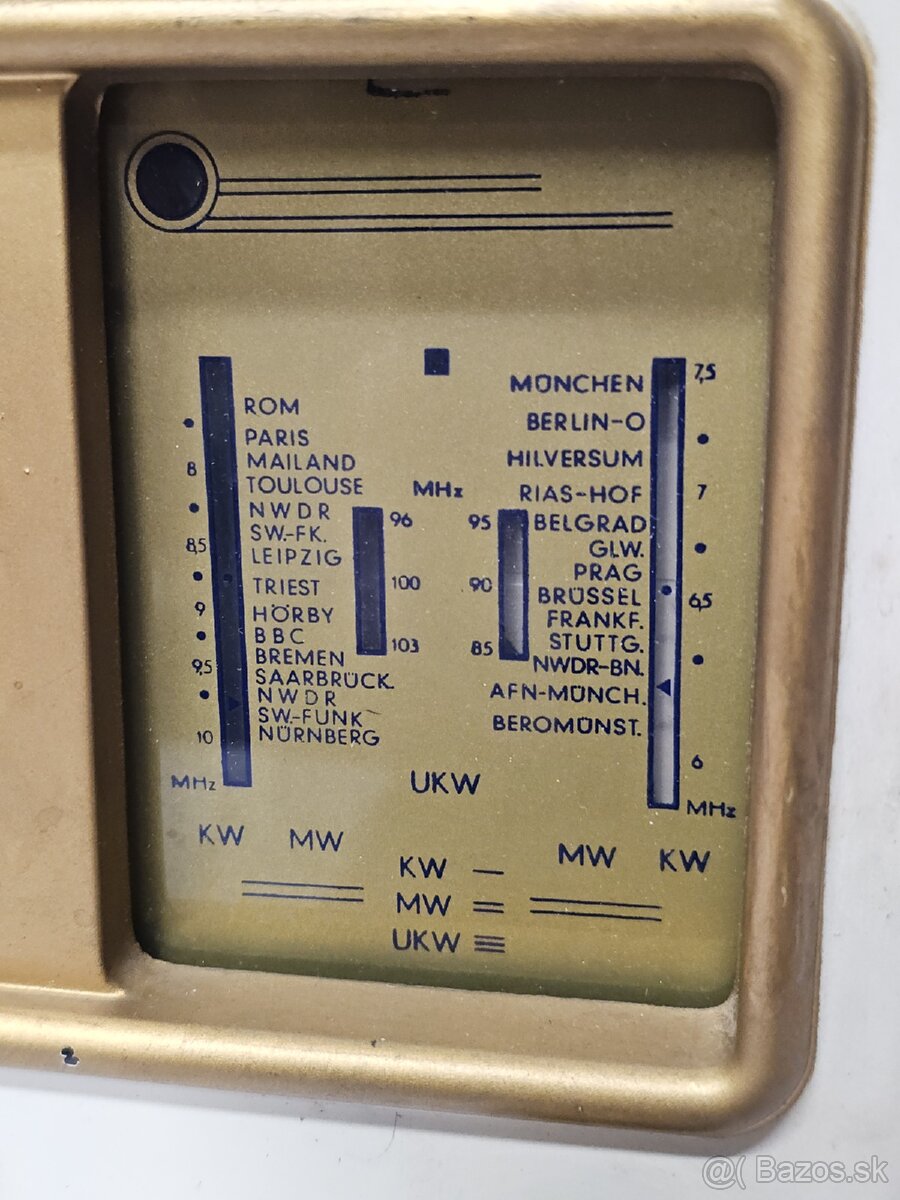 ROM
PARIS
MAILAND
TOULOUSE
NWDR
SW.-FK.
LEIPZIG
TRIEST
HÖRBY
BBC
BREMEN
SAARBRÜCK.
NWDR
SW.-FUNK
NÜRNBERG
8
8,5
9
9,5
10
MHz
KW
MW
MHz
96
100
103
95
90
85
UKW
MÜNCHEN
BERLIN-O
HILVERSUM
RIAS-HOF
BELGRAD
GLW.
PRAG
BRÜSSEL
FRANKF.
STUTTG.
NWDR-BN.
AFN-MÜNCH.
BEROMÜNST.
7,5
7
6,5
6
MHz
MW
KW
KW
MW
UKW
@( Bazos.sk